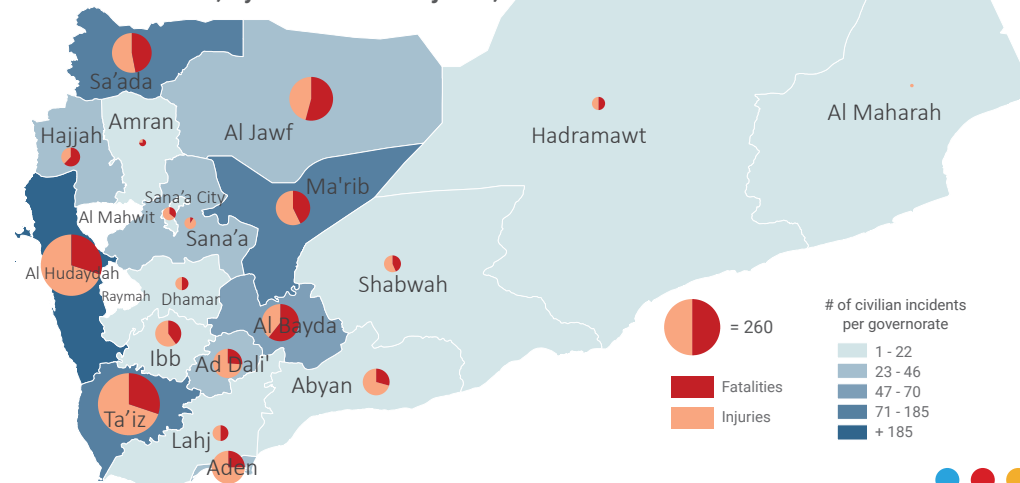 Sa'ada
Amran
Hajjah
Al Jawf
Hadramawt
Al Maharah
Ma'rib
Sana'a City
Al Mahwit
Sana'a
Al Hudaydah
Raymah
Dhamar
Shabwah
Al Bayda
Ibb
Ad Dali'
Abyan
Ta'iz
Lahj
Aden
= 260
Fatalities
Injuries
# of civilian incidents
per governorate
1 - 22
23 - 46
47 - 70
71 - 185
+ 185